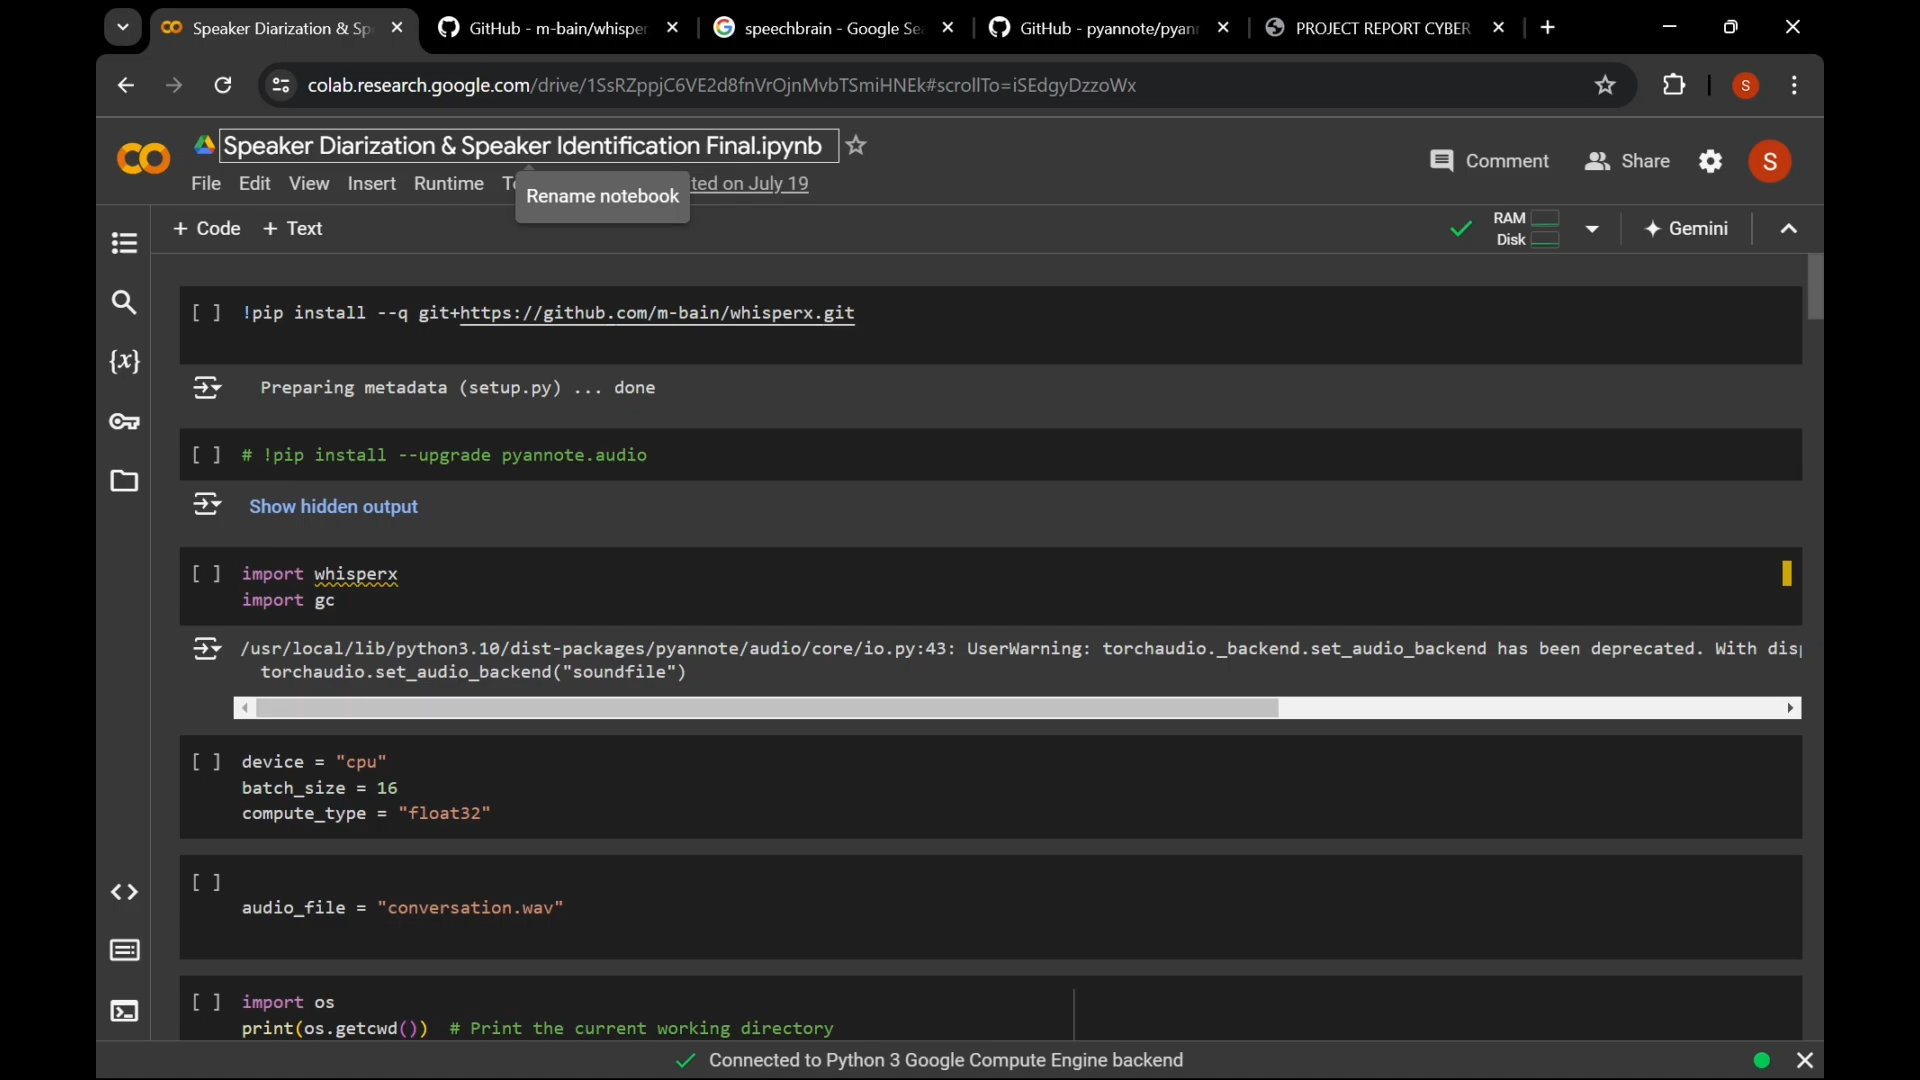 Speaker Diarization & Sp
GitHub - m-bain/whisper
speechbrain - Google Sea
GitHub - pyannote/pyann
PROJECT REPORT CYBER
colab.research.google.com/drive/1SsRZppjC6VE2d8fnVrOjnMvbTSmiHNEk#scrollTo=iSEdgyDzzoWx
S
CO
Speaker Diarization & Speaker Identification Final.ipynb
Comment
Share
S
File Edit View Insert Runtime To
ted on July 19
Rename notebook
+ Code + Text
RAM
Disk
Gemini
[ ] !pip install --q git+https://github.com/m-bain/whisperx.git
Preparing metadata (setup.py) ... done
[ ] # !pip install --upgrade pyannote.audio
Show hidden output
[ ] import whisperx
import gc
/usr/local/lib/python3.10/dist-packages/pyannote/audio/core/io.py:43: UserWarning: torchaudio._backend.set_audio_backend has been deprecated. With disp
torchaudio.set_audio_backend("soundfile")
[ ] device = "cpu"
batch_size = 16
compute_type = "float32"
[ ]
audio_file = "conversation.wav"
[ ] import os
print(os.getcwd()) # Print the current working directory
Connected to Python 3 Google Compute Engine backend